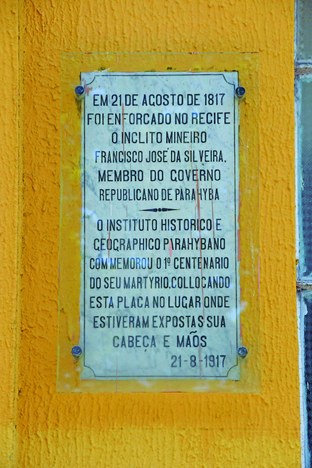 EM 21 DE AGOSTO DE 1817
FOI ENFORCADO NO RECIFE
O INCLITO MINEIRO
FRANCISCO JOSÉ DA SILVEIRA,
MEMBRO DO GOVERNO
REPUBLICANO DE PARAHYBA
O INSTITUTO HISTORICO E
GEOGRAPHICO PARAHYBANO
COMMEMOROU O 1º CENTENARIO
DO SEU MARTYRIO, COLLOCANDO
ESTA PLACA NO LUGAR ONDE
ESTIVERAM EXPOSTAS SUA
CABEÇA E MÃOS
21-8-1917